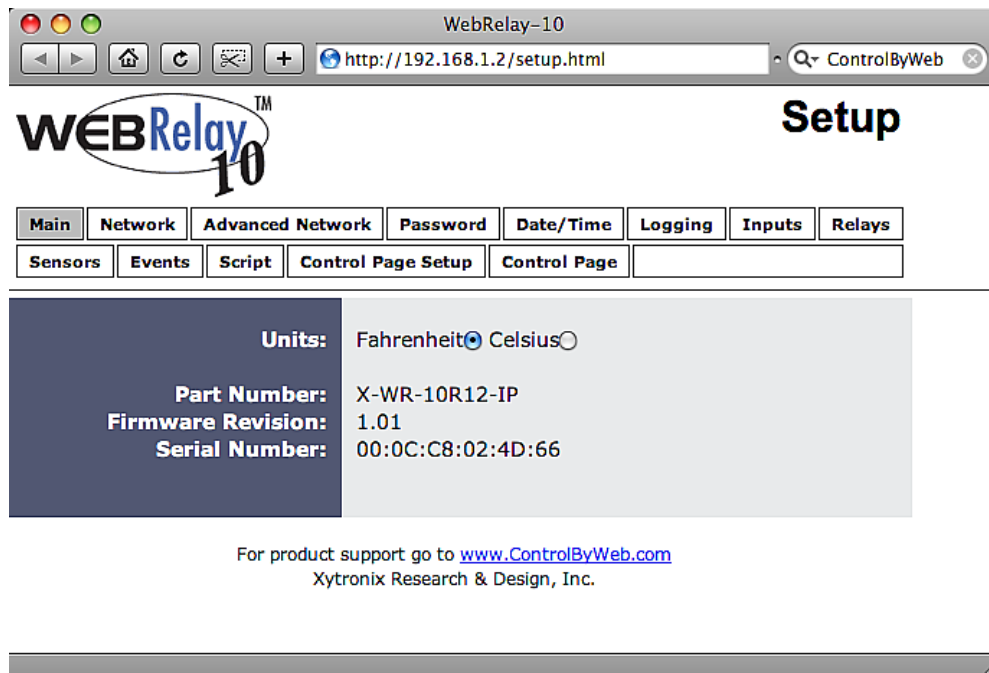 WebRelay-10
http://192.168.1.2/setup.html
ControlByWeb
WEBRelay 10 TM
Setup
Main Network Advanced Network Password Date/Time Logging Inputs Relays
Sensors Events Script Control Page Setup Control Page
Units: Fahrenheit Celsius
Part Number: X-WR-10R12-IP
Firmware Revision: 1.01
Serial Number: 00:0C:C8:02:4D:66
For product support go to www.ControlByWeb.com
Xytronix Research & Design, Inc.